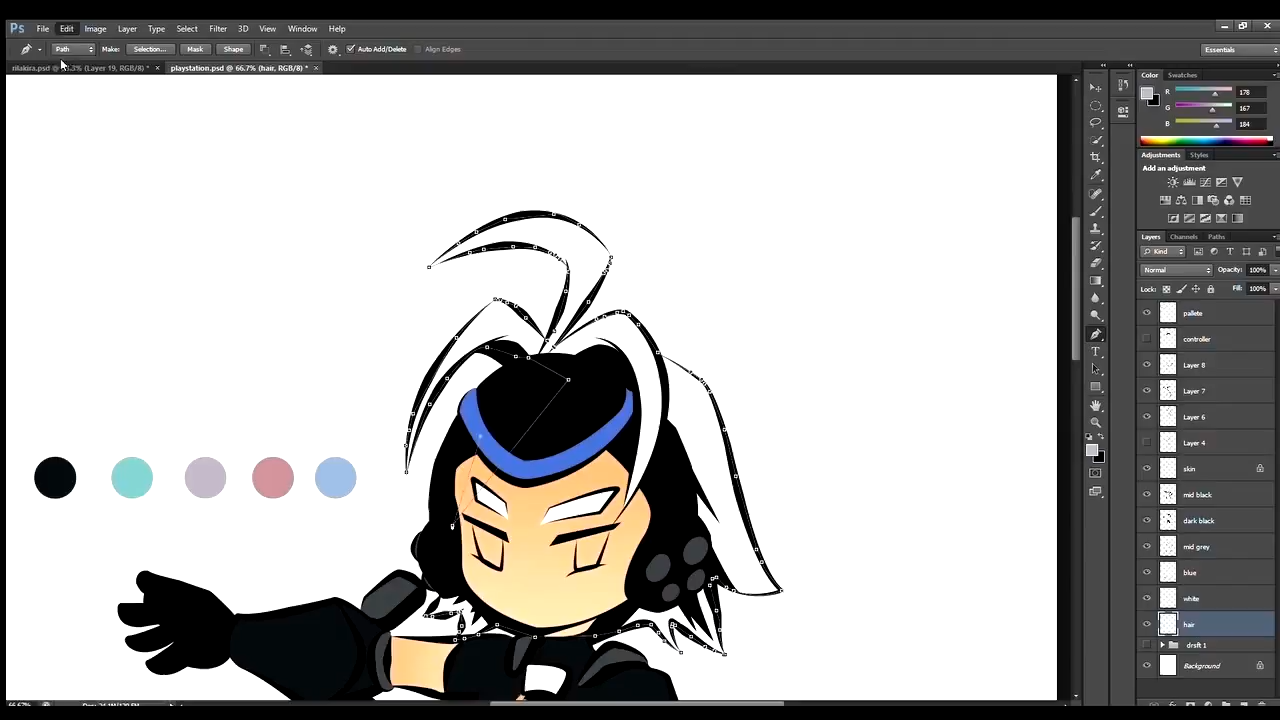 Ps File Edit Image Layer Type Select Filter 3D View Window Help
Path Make: Selection... Mask Shape Auto Add/Delete Align Edges Essentials
rilakira.psd @ (Layer 19, RGB/8) * × playstation.psd @ 66.7% (hair, RGB/8) * ×
Color Swatches
R 178
G 167
B 184
Adjustments Styles
Add an adjustment
Layers Channels Paths
Kind
Normal Opacity: 100%
Lock: Fill: 100%
pallete
controller
Layer 8
Layer 7
Layer 6
Layer 4
skin
mid black
dark black
mid grey
blue
white
hair
drsft 1
Background